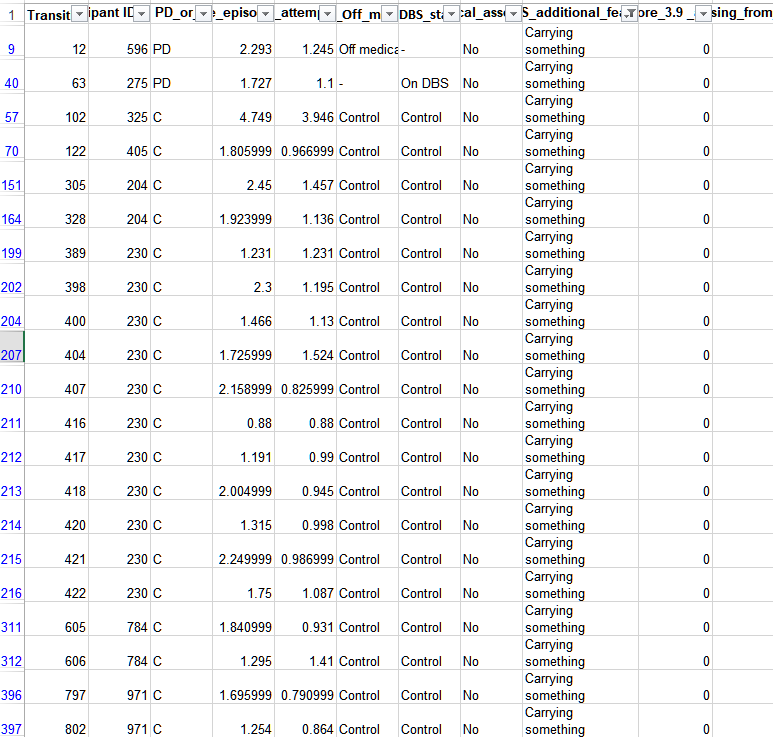 1 Transit ipant ID PD_or_ e_episo _attemp _Off_m DBS_sta cal_asse S_additional_fea ore_3.9 _ sing_from
9 12 596 PD 2.293 1.245 Off medica - No Carrying something 0
40 63 275 PD 1.727 1.1 - On DBS No Carrying something 0
57 102 325 C 4.749 3.946 Control Control No Carrying something 0
70 122 405 C 1.805999 0.966999 Control Control No Carrying something 0
151 305 204 C 2.45 1.457 Control Control No Carrying something 0
164 328 204 C 1.923999 1.136 Control Control No Carrying something 0
199 389 230 C 1.231 1.231 Control Control No Carrying something 0
202 398 230 C 2.3 1.195 Control Control No Carrying something 0
204 400 230 C 1.466 1.13 Control Control No Carrying something 0
207 404 230 C 1.725999 1.524 Control Control No Carrying something 0
210 407 230 C 2.158999 0.825999 Control Control No Carrying something 0
211 416 230 C 0.88 0.88 Control Control No Carrying something 0
212 417 230 C 1.191 0.99 Control Control No Carrying something 0
213 418 230 C 2.004999 0.945 Control Control No Carrying something 0
214 420 230 C 1.315 0.998 Control Control No Carrying something 0
215 421 230 C 2.249999 0.986999 Control Control No Carrying something 0
216 422 230 C 1.75 1.087 Control Control No Carrying something 0
311 605 784 C 1.840999 0.931 Control Control No Carrying something 0
312 606 784 C 1.295 1.41 Control Control No Carrying something 0
396 797 971 C 1.695999 0.790999 Control Control No Carrying something 0
397 802 971 C 1.254 0.864 Control Control No Carrying something 0